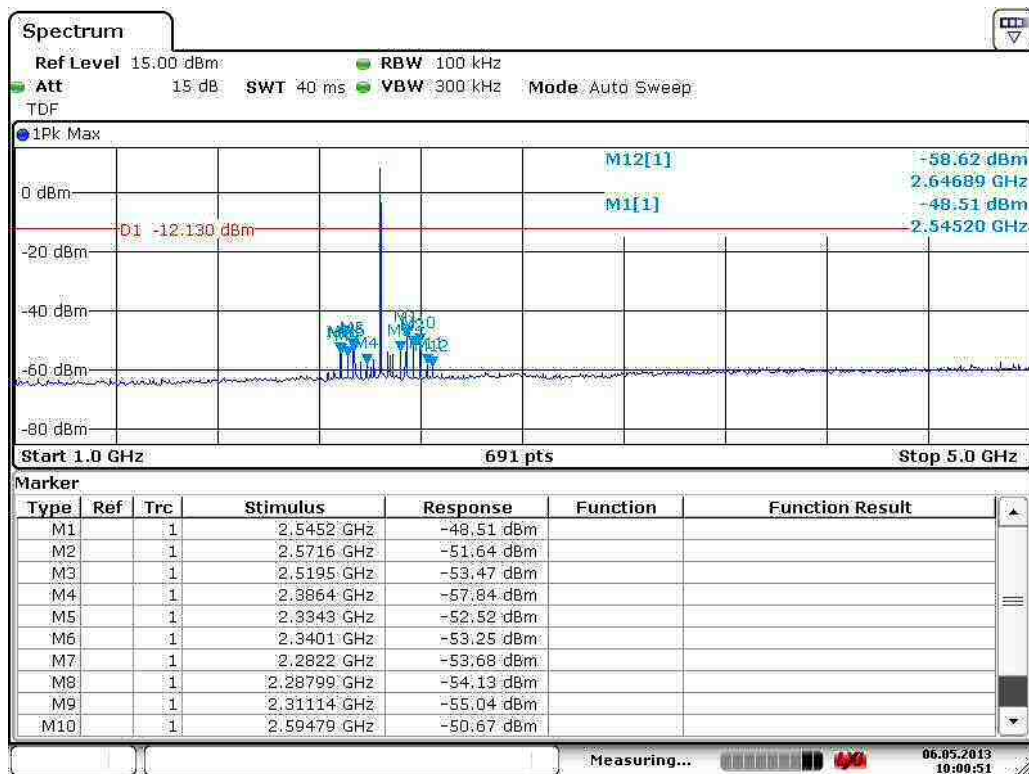 Spectrum
Ref Level 15.00 dBm RBW 100 kHz
Att 15 dB SWT 40 ms VBW 300 kHz Mode Auto Sweep
TDF
1Pk Max
M12[1] -58.62 dBm
2.64689 GHz
M1[1] -48.51 dBm
2.54520 GHz
0 dBm
D1 -12.130 dBm
-20 dBm
-40 dBm
M4
M12
-60 dBm
-80 dBm
Start 1.0 GHz 691 pts Stop 5.0 GHz
Marker
Type Ref Trc Stimulus Response Function Function Result
M1 1 2.5452 GHz -48.51 dBm
M2 1 2.5716 GHz -51.64 dBm
M3 1 2.5195 GHz -53.47 dBm
M4 1 2.3864 GHz -57.84 dBm
M5 1 2.3343 GHz -52.52 dBm
M6 1 2.3401 GHz -53.25 dBm
M7 1 2.2822 GHz -53.68 dBm
M8 1 2.28799 GHz -54.13 dBm
M9 1 2.31114 GHz -55.04 dBm
M10 1 2.59479 GHz -50.67 dBm
Measuring... 06.05.2013
10:00:51